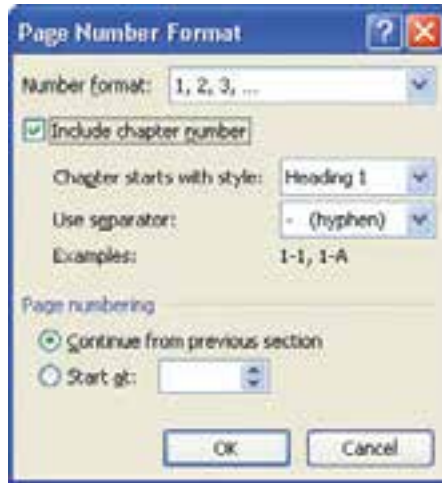 Page Number Format
Number format: 1, 2, 3, ...
Include chapter number
Chapter starts with style: Heading 1
Use separator: - (hyphen)
Examples: 1-1, 1-A
Page numbering
Continue from previous section
Start at:
OK Cancel